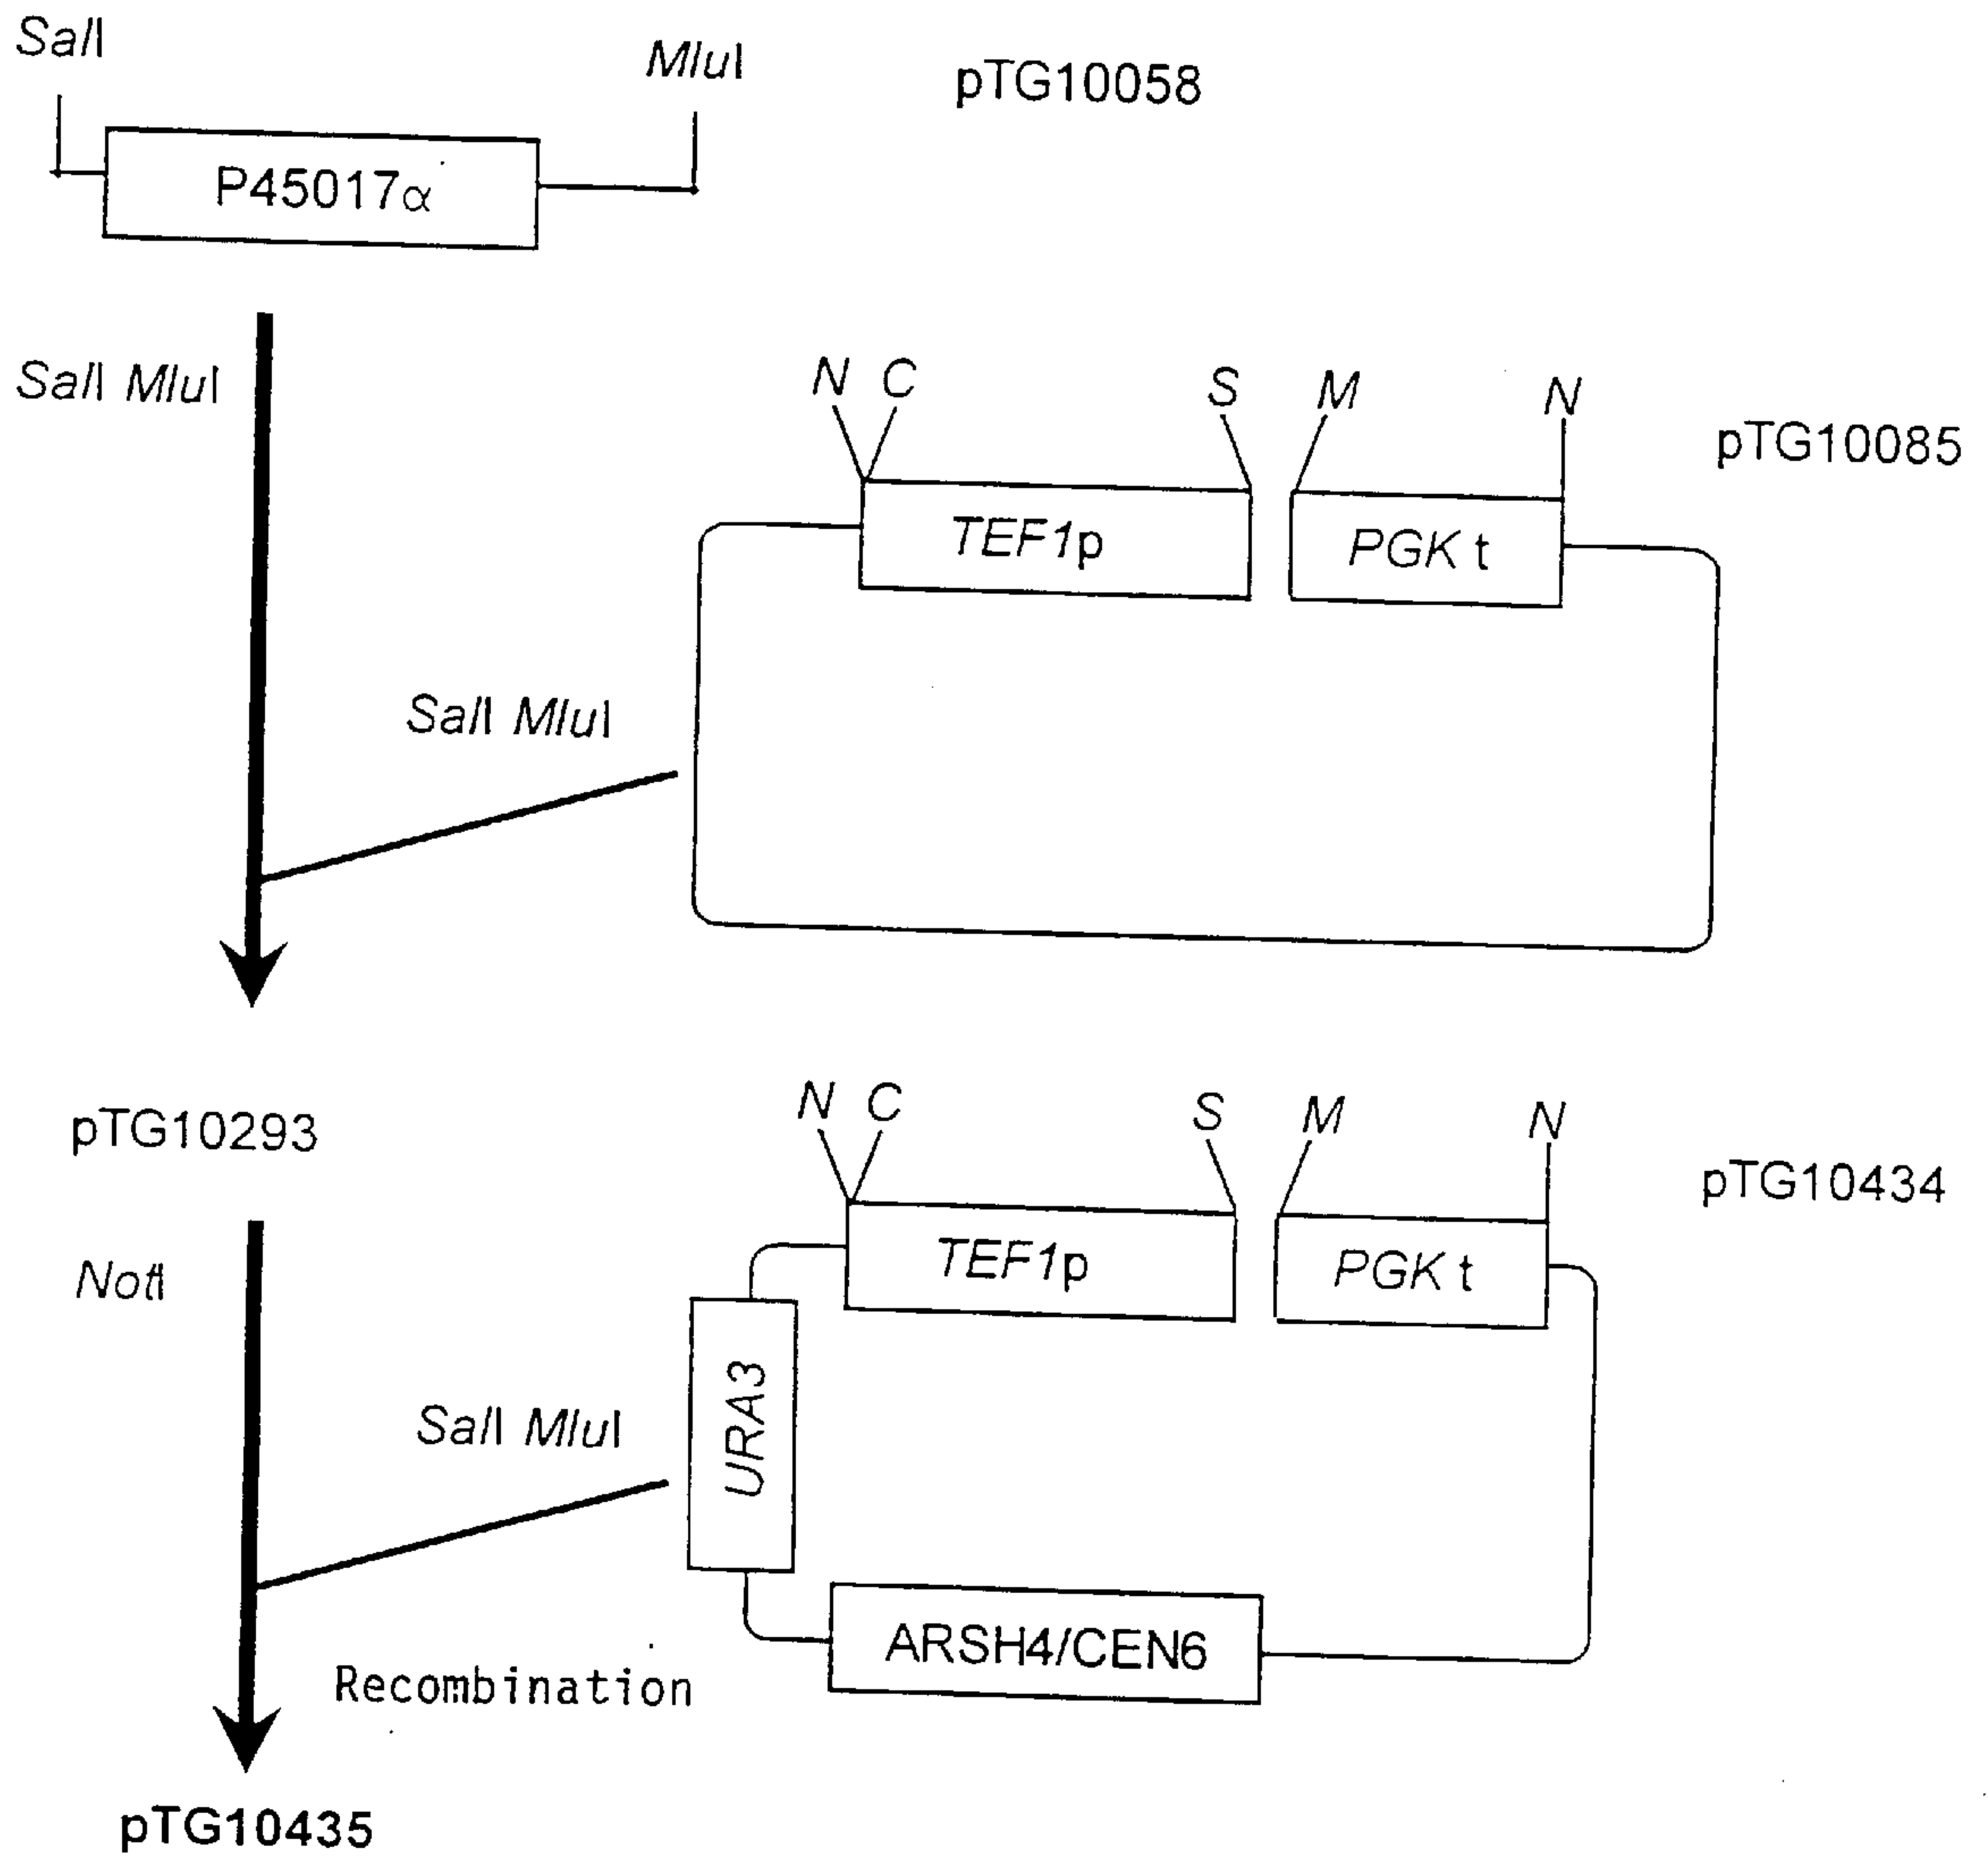 SalI
MluI
pTG10058
P45017α
SalI MluI
N C S M N
pTG10085
TEF1p
PGK t
SalI MluI
pTG10293
N C S M N
pTG10434
NotI
TEF1p
PGK t
URA3
SalI MluI
ARSH4/CEN6
Recombination
pTG10435